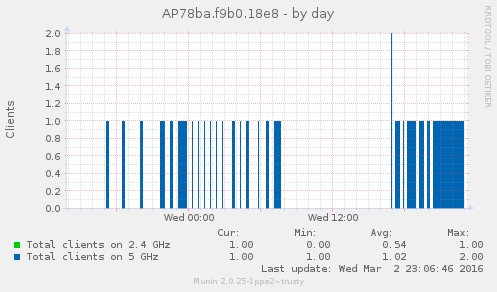 AP78ba.f9b0.18e8 - by day
RRDTOOL / TOBI OETIKER
Clients
2.0
1.8
1.6
1.4
1.2
1.0
0.8
0.6
0.4
0.2
0.0
Wed 00:00 Wed 12:00
Cur: Min: Avg: Max:
Total clients on 2.4 GHz 1.00 0.00 0.54 1.00
Total clients on 5 GHz 1.00 1.00 1.02 2.00
Last update: Wed Mar 2 23:06:46 2016
Munin 2.0.25-1ppa2~trusty